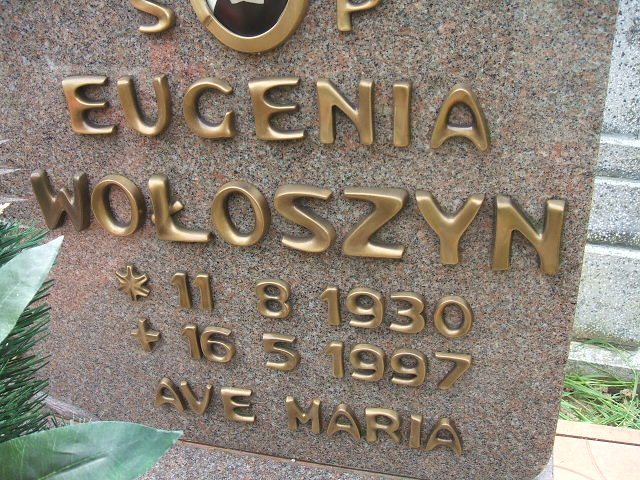 S P
EUGENIA
WOŁOSZYN
* 11 8 1930
+ 16 5 1997
AVE MARIA